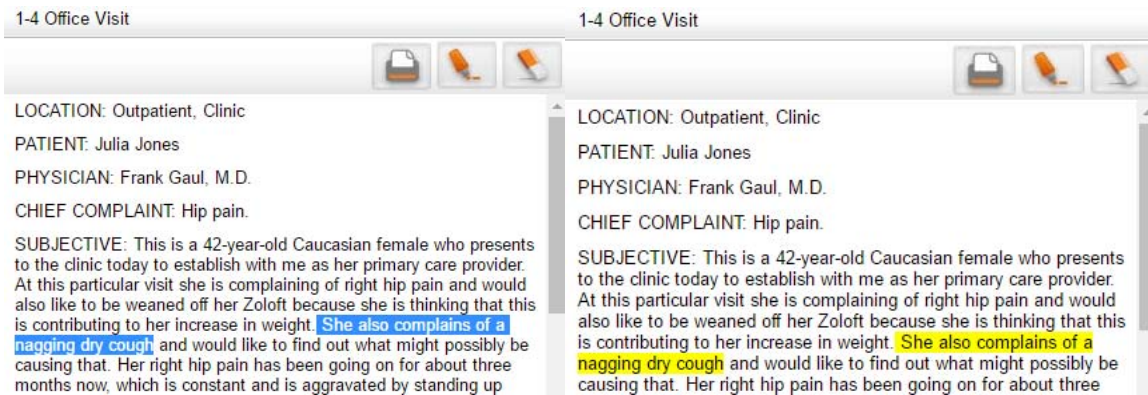 1-4 Office Visit
LOCATION: Outpatient, Clinic
PATIENT: Julia Jones
PHYSICIAN: Frank Gaul, M.D.
CHIEF COMPLAINT: Hip pain.
SUBJECTIVE: This is a 42-year-old Caucasian female who presents
to the clinic today to establish with me as her primary care provider.
At this particular visit she is complaining of right hip pain and would
also like to be weaned off her Zoloft because she is thinking that this
is contributing to her increase in weight. She also complains of a
nagging dry cough and would like to find out what might possibly be
causing that. Her right hip pain has been going on for about three
months now, which is constant and is aggravated by standing up
1-4 Office Visit
LOCATION: Outpatient, Clinic
PATIENT: Julia Jones
PHYSICIAN: Frank Gaul, M.D.
CHIEF COMPLAINT: Hip pain.
SUBJECTIVE: This is a 42-year-old Caucasian female who presents
to the clinic today to establish with me as her primary care provider.
At this particular visit she is complaining of right hip pain and would
also like to be weaned off her Zoloft because she is thinking that this
is contributing to her increase in weight. She also complains of a
nagging dry cough and would like to find out what might possibly be
causing that. Her right hip pain has been going on for about three